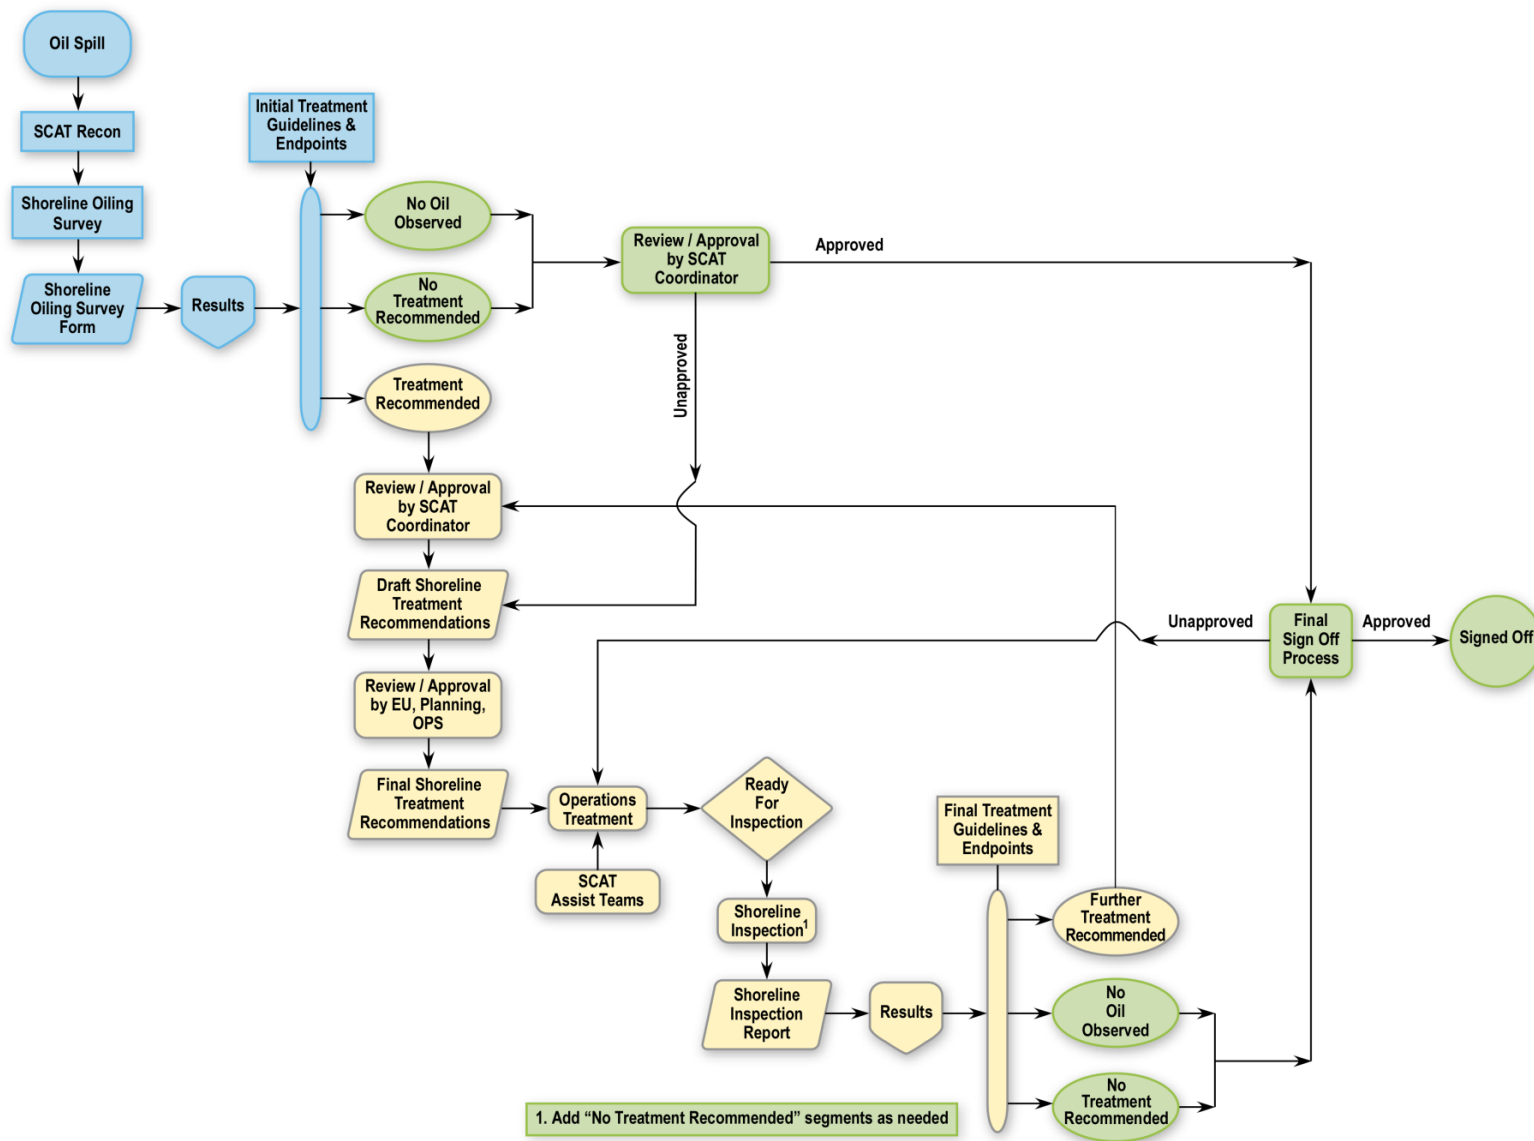 Oil Spill
SCAT Recon
Shoreline Oiling
Survey
Shoreline
Oiling Survey
Form
Results
Initial Treatment
Guidelines &
Endpoints
No Oil
Observed
No
Treatment
Recommended
Treatment
Recommended
Review / Approval
by SCAT
Coordinator
Approved
Unapproved
Review / Approval
by SCAT
Coordinator
Draft Shoreline
Treatment
Recommendations
Review / Approval
by EU, Planning,
OPS
Final Shoreline
Treatment
Recommendations
Operations
Treatment
SCAT
Assist Teams
Ready
For
Inspection
Shoreline
Inspection1
Shoreline
Inspection
Report
Results
Final Treatment
Guidelines &
Endpoints
Further
Treatment
Recommended
No
Oil
Observed
No
Treatment
Recommended
Unapproved
Final
Sign Off
Process
Approved
Signed Off
1. Add “No Treatment Recommended” segments as needed